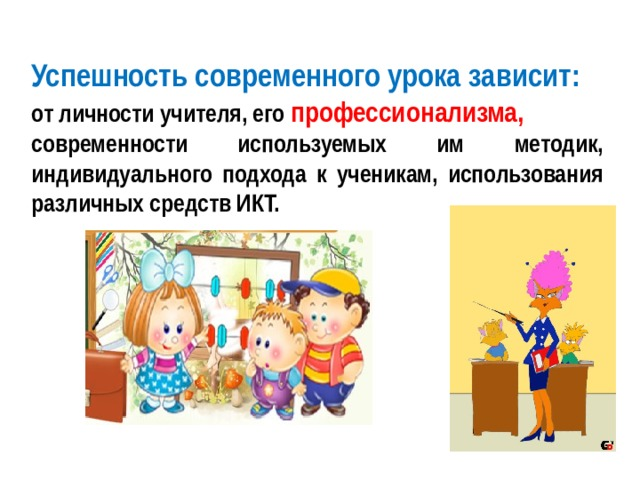 Успешность современного урока зависит:
от личности учителя, его профессионализма,
современности используемых им методик,
индивидуального подхода к ученикам, использования
различных средств ИКТ.